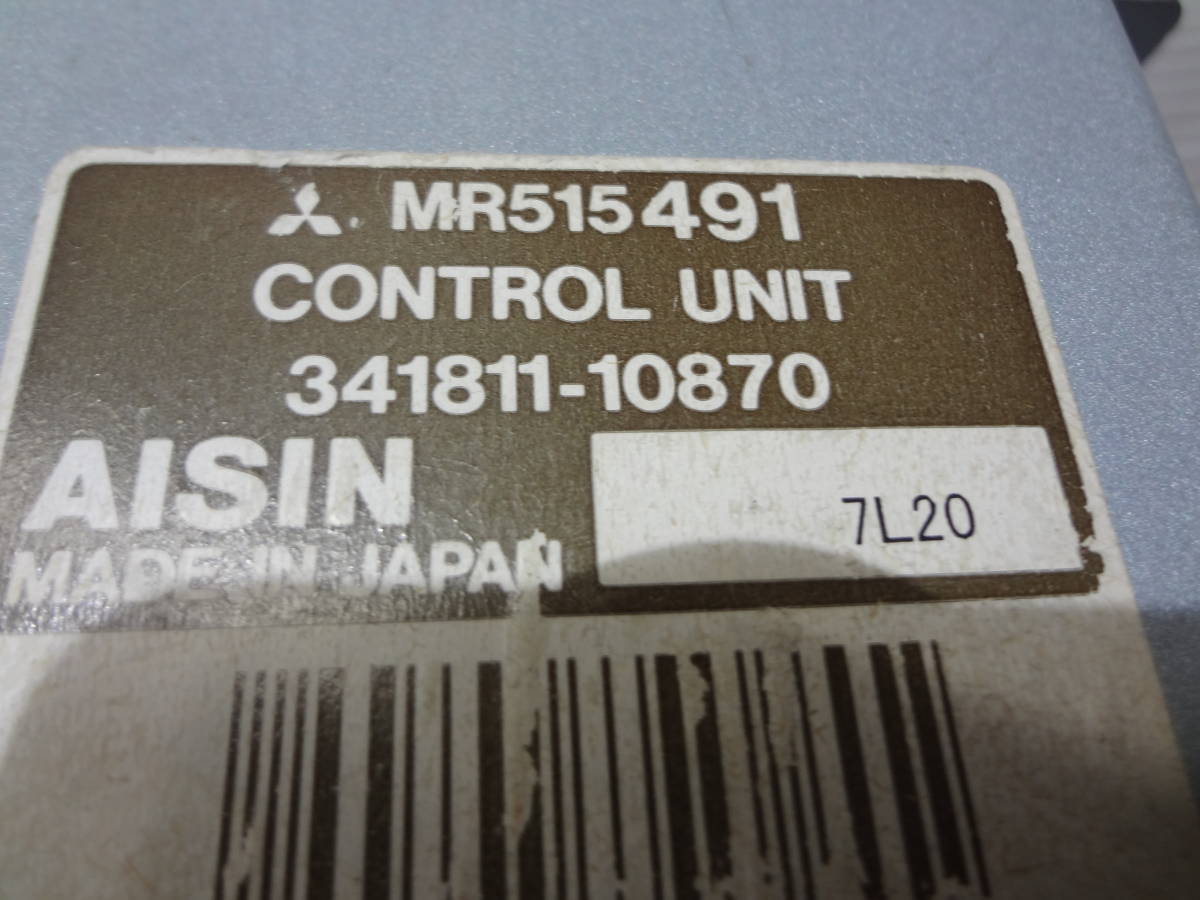 MR515491
CONTROL UNIT
341811-10870
AISIN
MADE IN JAPAN
7L20